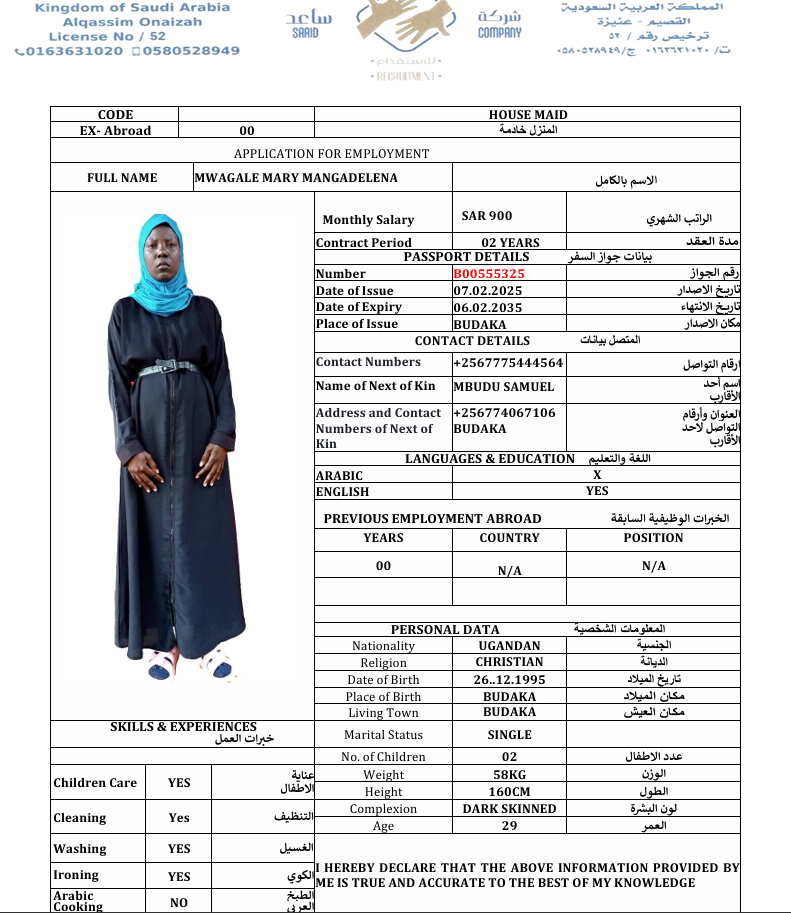 Kingdom of Saudi Arabia
Alqassim Onaizah
License No / 52
0163631020 0580528949
ساعد
SAAID
شركة
COMPANY
للاستقدام
RECRUITMENT
المملكة العربية السعودية
القصيم - عنيزة
ترخيص رقم / ٥٢
ت/ ٠١٦٣٦٣١٠٢٠ ج/٠٥٨٠٥٢٨٩٤٩
CODE HOUSE MAID
EX- Abroad 00 المنزل خادمة
APPLICATION FOR EMPLOYMENT
FULL NAME MWAGALE MARY MANGADELENA الاسم بالكامل
Monthly Salary SAR 900 الراتب الشهري
Contract Period 02 YEARS مدة العقد
PASSPORT DETAILS بيانات جواز السفر
Number B00555325 رقم الجواز
Date of Issue 07.02.2025 تاريخ الاصدار
Date of Expiry 06.02.2035 تاريخ الانتهاء
Place of Issue BUDAKA مكان الاصدار
CONTACT DETAILS المتصل بيانات
Contact Numbers +2567775444564 ارقام التواصل
Name of Next of Kin MBUDU SAMUEL اسم أحد
الأقارب
Address and Contact +256774067106 العنوان وأرقام
Numbers of Next of BUDAKA التواصل لاحد
Kin الأقارب
LANGUAGES & EDUCATION اللغة والتعليم
ARABIC X
ENGLISH YES
PREVIOUS EMPLOYMENT ABROAD الخبرات الوظيفية السابقة
YEARS COUNTRY POSITION
00 N/A N/A
PERSONAL DATA المعلومات الشخصية
Nationality UGANDAN الجنسية
Religion CHRISTIAN الديانة
Date of Birth 26..12.1995 تاريخ الميلاد
Place of Birth BUDAKA مكان الميلاد
Living Town BUDAKA مكان العيش
Marital Status SINGLE
No. of Children 02 عدد الاطفال
Weight 58KG الوزن
Height 160CM الطول
Complexion DARK SKINNED لون البشرة
Age 29 العمر
SKILLS & EXPERIENCES
خبرات العمل
Children Care YES عناية
الاطفال
Cleaning Yes التنظيف
Washing YES الغسيل
Ironing YES الكوي
Arabic
Cooking NO الطبخ
العربي
I HEREBY DECLARE THAT THE ABOVE INFORMATION PROVIDED BY
ME IS TRUE AND ACCURATE TO THE BEST OF MY KNOWLEDGE